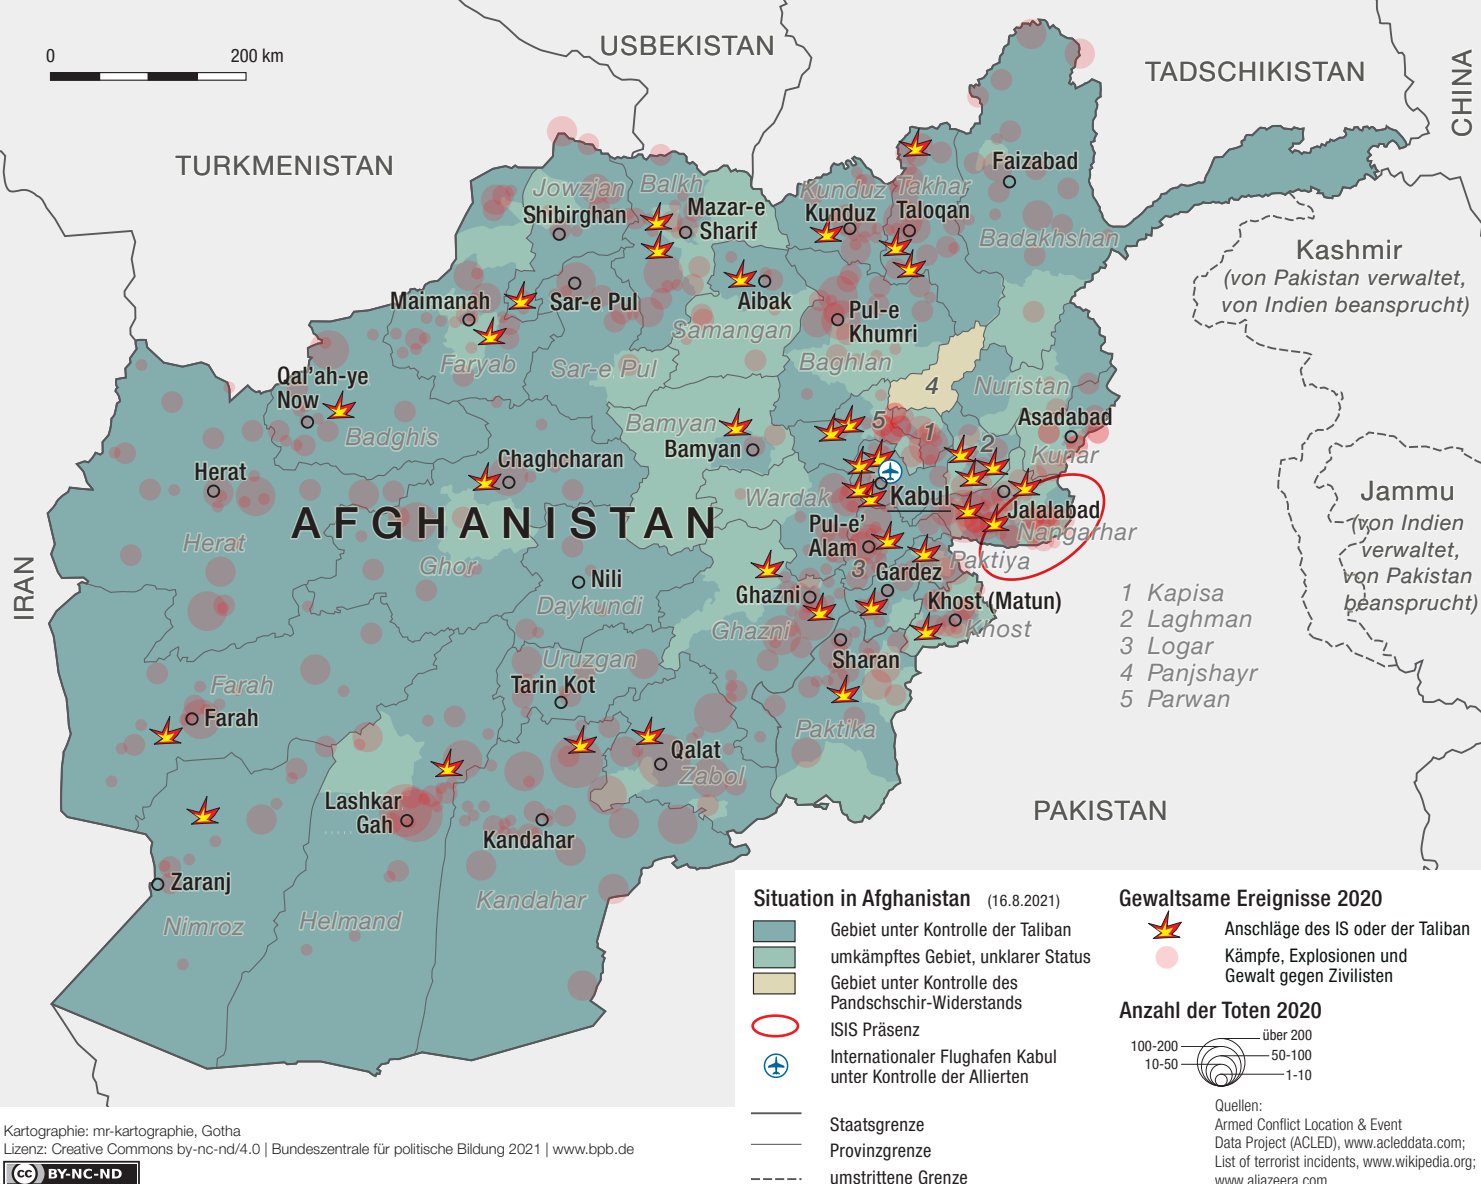 0 200 km
USBEKISTAN
TADSCHIKISTAN
CHINA
TURKMENISTAN
Faizabad
Jowzjan
Balkh
Kunduz
Takhar
Shibirghan
Mazar-e
Sharif
Kunduz
Taloqan
Badakhshan
Kashmir
(von Pakistan verwaltet,
von Indien beansprucht)
Maimanah
Sar-e Pul
Aibak
Pul-e
Khumri
Samangan
Faryab
Sar-e Pul
Baghlan
4
Nuristan
Qal'ah-ye
Now
Badghis
Bamyan
Bamyan
5
1
2
Asadabad
Kunar
Herat
Chaghcharan
Wardak
Kabul
Jalalabad
Nangarhar
Jammu
(von Indien
verwaltet,
von Pakistan
beansprucht)
AFGHANISTAN
Herat
Ghor
Pul-e'
Alam
3
Paktiya
IRAN
Nili
Daykundi
Ghazni
Gardez
Khost (Matun)
Khost
Ghazni
1 Kapisa
2 Laghman
3 Logar
4 Panjshayr
5 Parwan
Uruzgan
Sharan
Farah
Tarin Kot
Farah
Paktika
Qalat
Zabol
Lashkar
Gah
Kandahar
PAKISTAN
Zaranj
Nimroz
Helmand
Kandahar
Situation in Afghanistan (16.8.2021)
Gebiet unter Kontrolle der Taliban
umkämpftes Gebiet, unklarer Status
Gebiet unter Kontrolle des
Pandschschir-Widerstands
ISIS Präsenz
Internationaler Flughafen Kabul
unter Kontrolle der Allierten
Staatsgrenze
Provinzgrenze
umstrittene Grenze
Gewaltsame Ereignisse 2020
Anschläge des IS oder der Taliban
Kämpfe, Explosionen und
Gewalt gegen Zivilisten
Anzahl der Toten 2020
über 200
100-200
50-100
10-50
1-10
Quellen:
Armed Conflict Location & Event
Data Project (ACLED), www.acleddata.com;
List of terrorist incidents, www.wikipedia.org;
www.aljazeera.com
Kartographie: mr-kartographie, Gotha
Lizenz: Creative Commons by-nc-nd/4.0 | Bundeszentrale für politische Bildung 2021 | www.bpb.de
cc BY-NC-ND